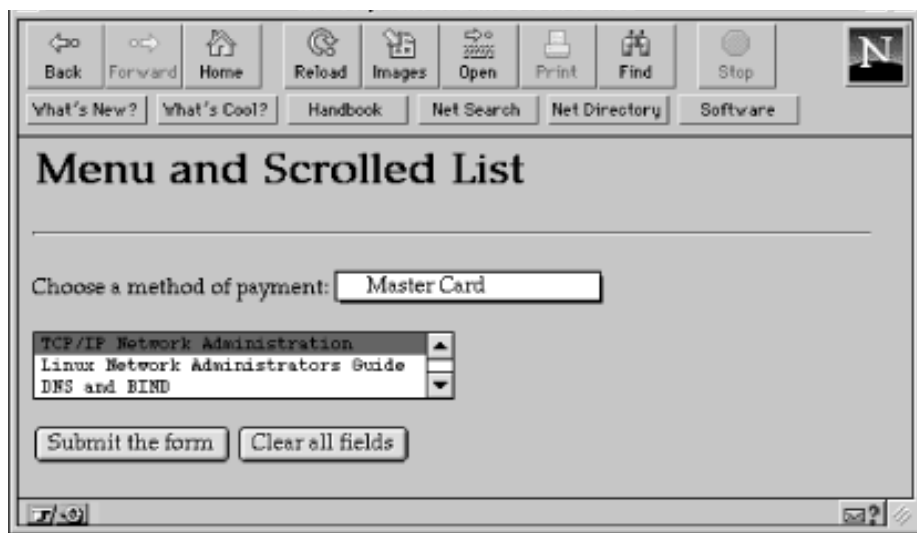 Back Forward Home Reload Images Open Print Find Stop
N
What's New? What's Cool? Handbook Net Search Net Directory Software
Menu and Scrolled List
Choose a method of payment: Master Card
TCP/IP Network Administration
Linux Network Administrators Guide
DNS and BIND
Submit the form Clear all fields
?